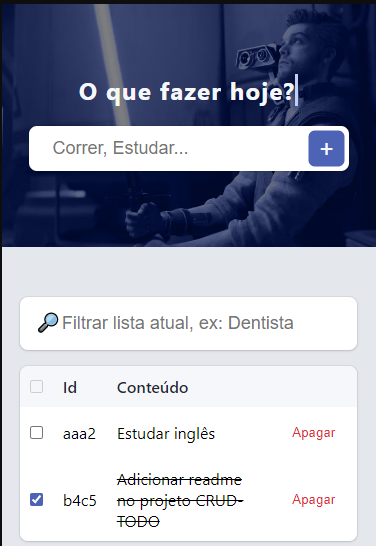 O que fazer hoje?
Correr, Estudar...
+
Filtrar lista atual, ex: Dentista
Id Conteúdo
aaa2 Estudar inglês Apagar
b4c5 Adicionar readme
no projeto CRUD-
TODO Apagar